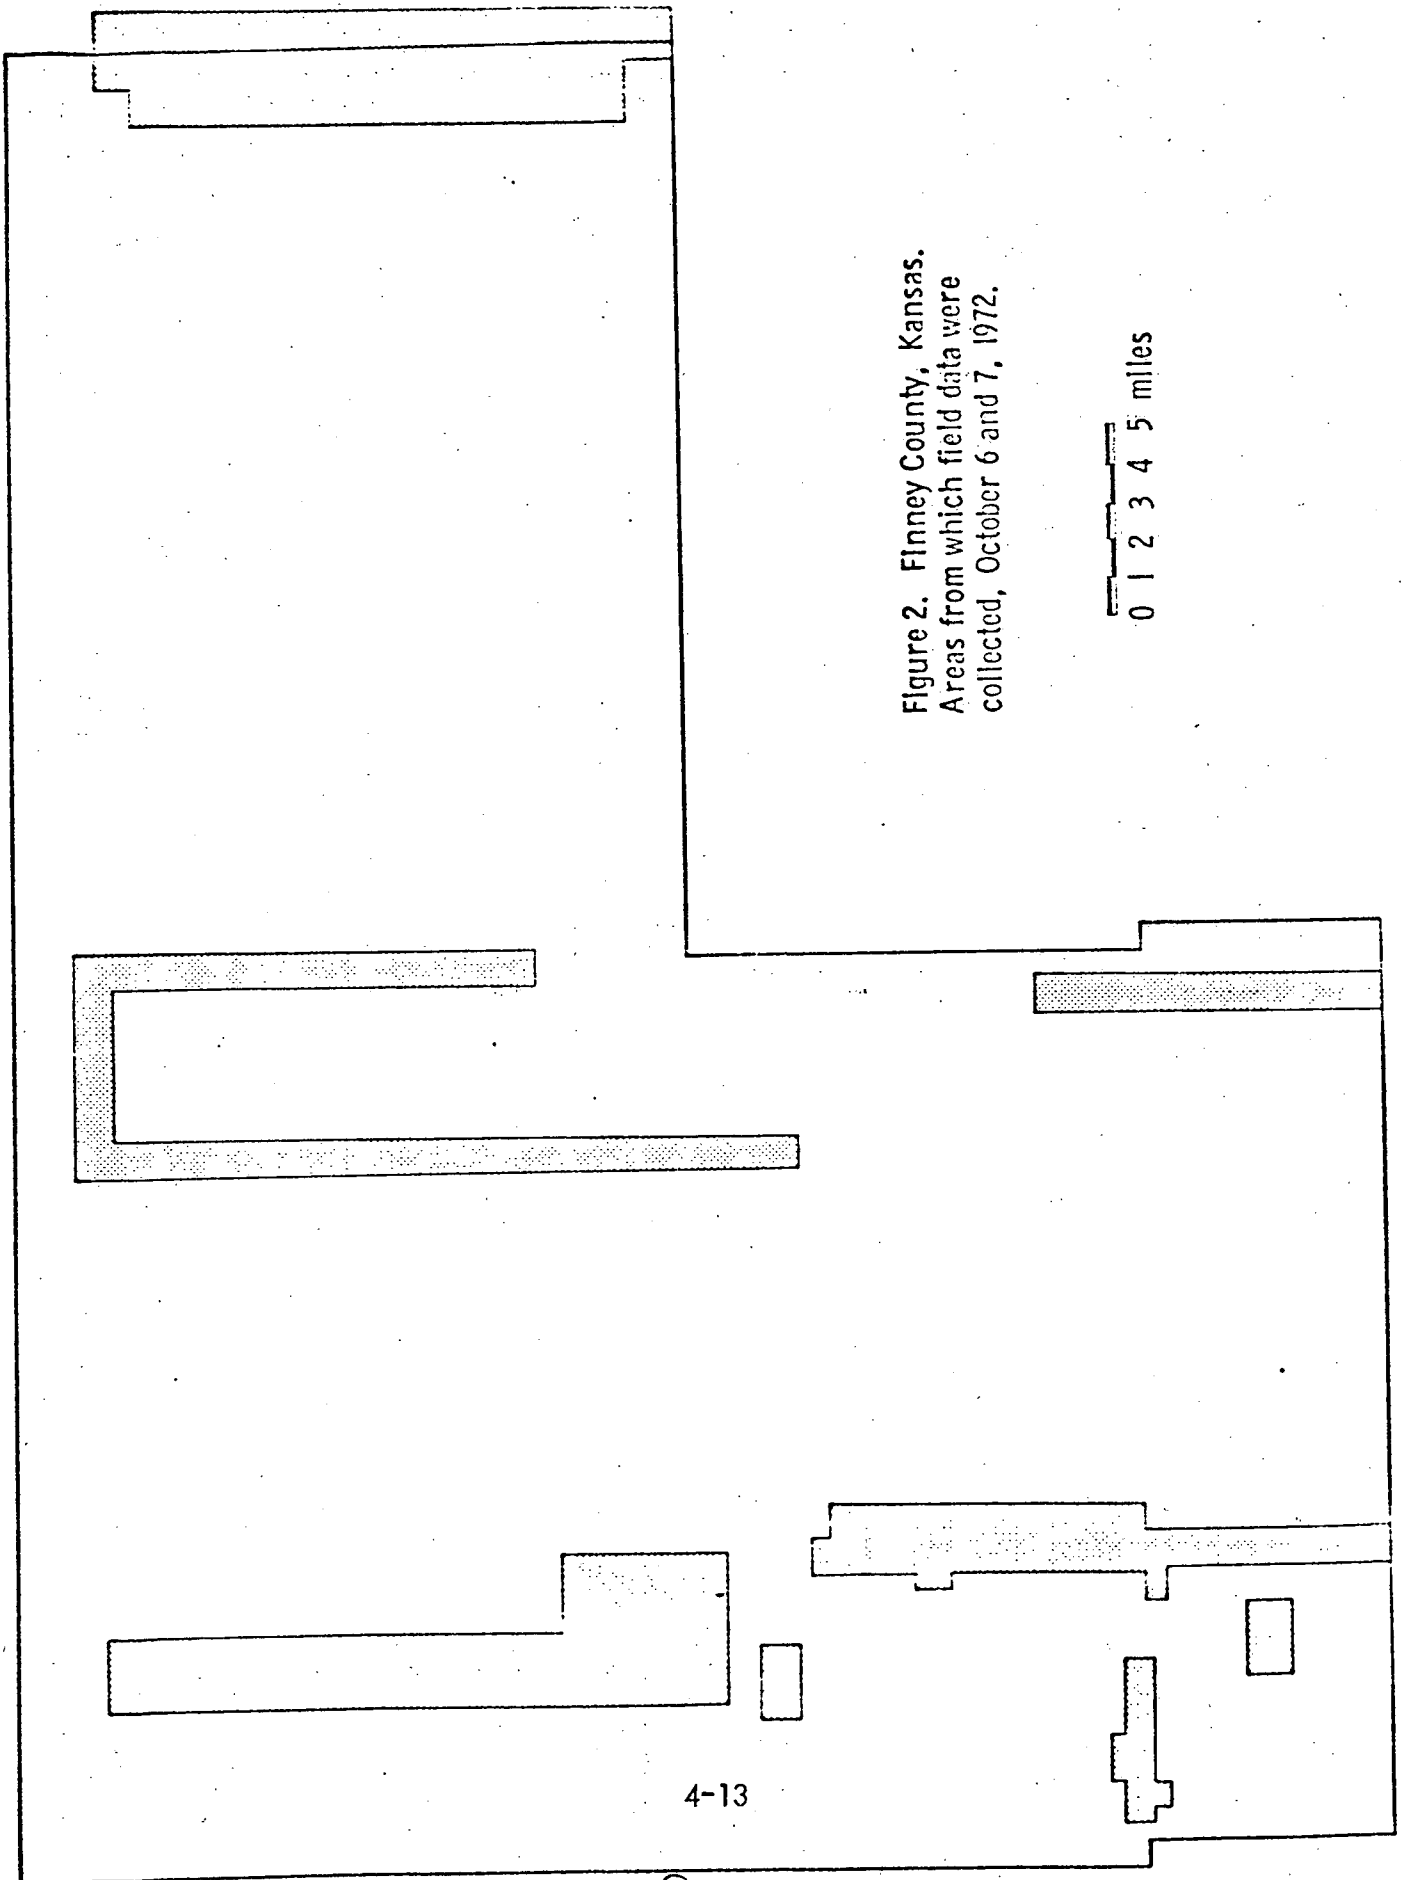 Figure 2. Finney County, Kansas.
Areas from which field data were
collected, October 6 and 7, 1972.
0 1 2 3 4 5 miles
4-13